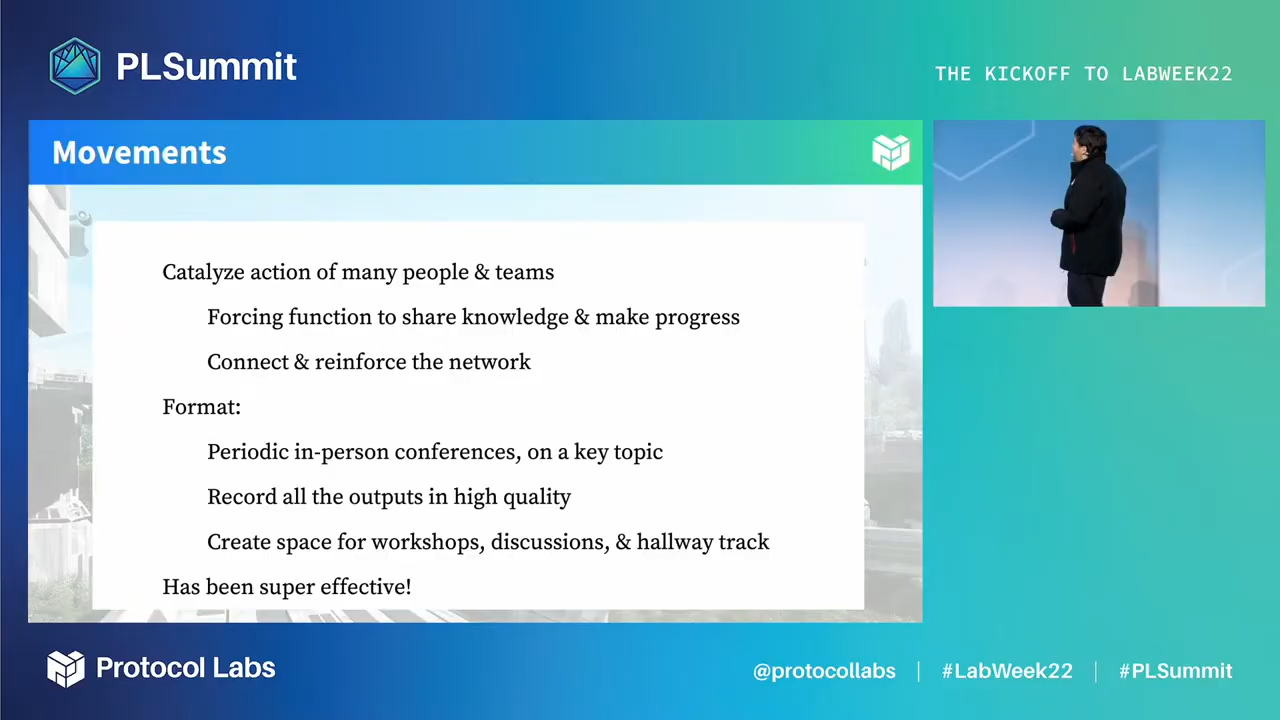 PLSummit
THE KICKOFF TO LABWEEK22
Movements
Catalyze action of many people & teams
Forcing function to share knowledge & make progress
Connect & reinforce the network
Format:
Periodic in-person conferences, on a key topic
Record all the outputs in high quality
Create space for workshops, discussions, & hallway track
Has been super effective!
Protocol Labs
@protocollabs | #LabWeek22 | #PLSummit